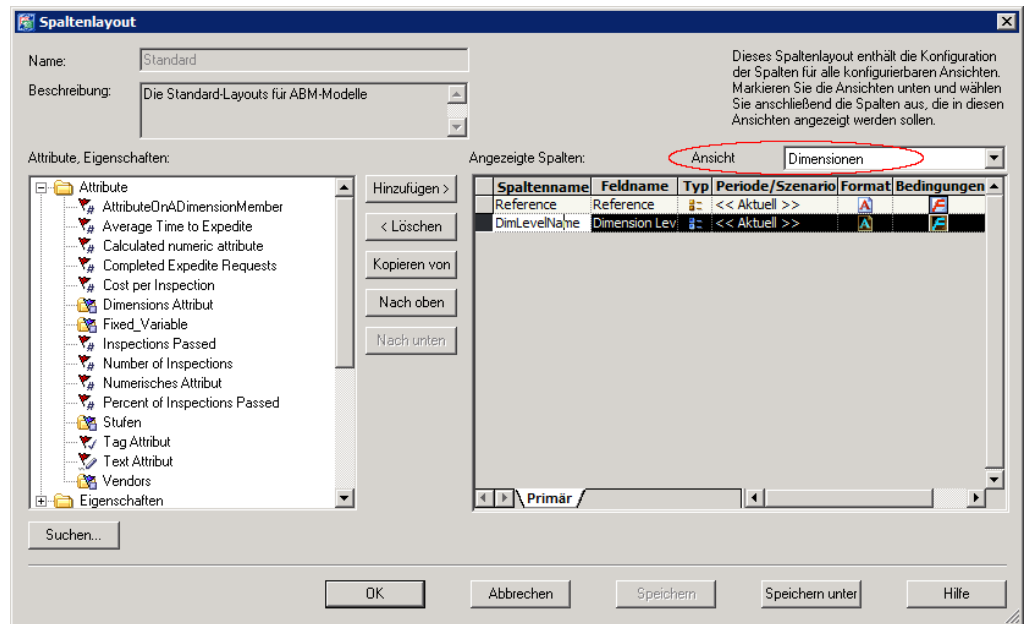 Spaltenlayout
Name:
Standard
Beschreibung:
Die Standard-Layouts für ABM-Modelle
Dieses Spaltenlayout enthält die Konfiguration
der Spalten für alle konfigurierbaren Ansichten.
Markieren Sie die Ansichten unten und wählen
Sie anschließend die Spalten aus, die in diesen
Ansichten angezeigt werden sollen.
Attribute, Eigenschaften:
Angezeigte Spalten:
Ansicht
Dimensionen
Attribute
AttributeOnADimensionMember
Average Time to Expedite
Calculated numeric attribute
Completed Expedite Requests
Cost per Inspection
Dimensions Attribut
Fixed_Variable
Inspections Passed
Number of Inspections
Numerisches Attribut
Percent of Inspections Passed
Stufen
Tag Attribut
Text Attribut
Vendors
Eigenschaften
Hinzufügen >
< Löschen
Kopieren von
Nach oben
Nach unten
Spaltenname Feldname Typ Periode/Szenario Format Bedingungen
Reference Reference << Aktuell >>
DimLevelName Dimension Lev << Aktuell >>
Primär
Suchen...
OK
Abbrechen
Speichern
Speichern unter
Hilfe